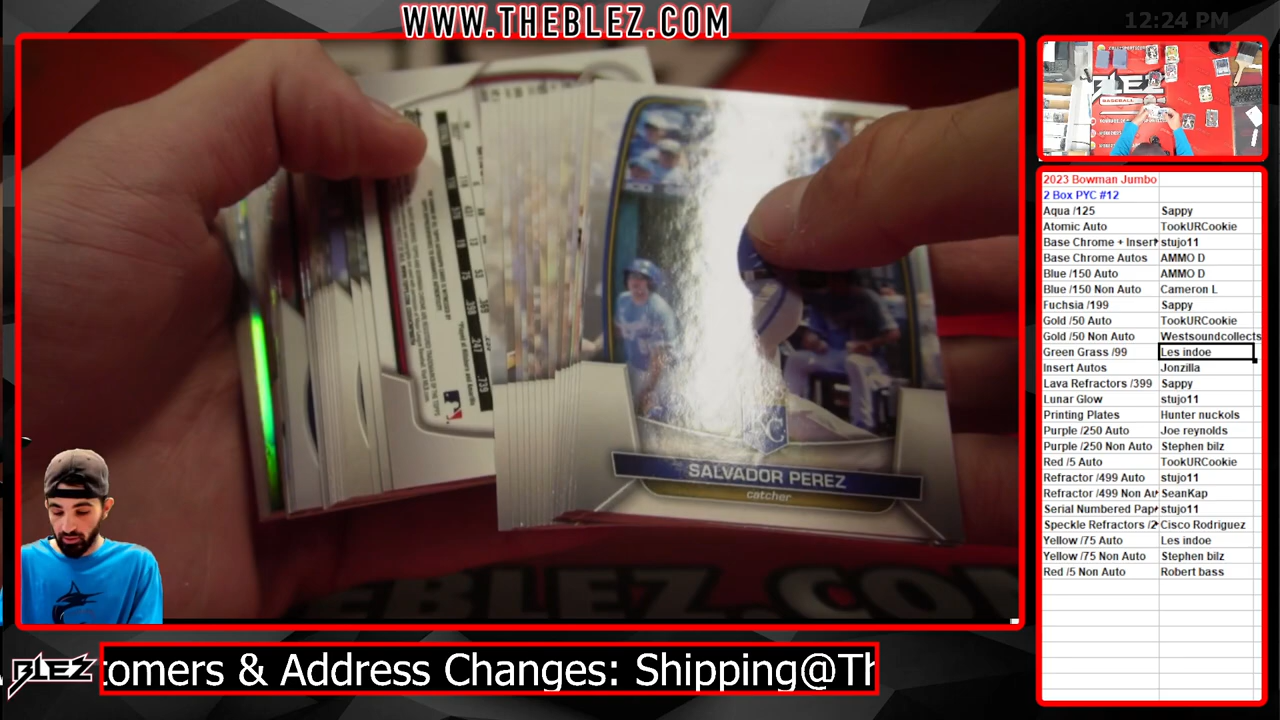 WWW.THEBLEZ.COM
12:24 PM
BLEZ
BASEBALL
SALVADOR PEREZ
catcher
KC
THEBLEZ.COM
2023 Bowman Jumbo
2 Box PYC #12
Aqua /125 Sappy
Atomic Auto TookURCookie
Base Chrome + Inser stujo11
Base Chrome Autos AMMO D
Blue /150 Auto AMMO D
Blue /150 Non Auto Cameron L
Fuchsia /199 Sappy
Gold /50 Auto TookURCookie
Gold /50 Non Auto Westsoundcollects
Green Grass /99 Les indoe
Insert Autos Jonzilla
Lava Refractors /399 Sappy
Lunar Glow stujo11
Printing Plates Hunter nuckols
Purple /250 Auto Joe reynolds
Purple /250 Non Auto Stephen bilz
Red /5 Auto TookURCookie
Refractor /499 Auto stujo11
Refractor /499 Non Au SeanKap
Serial Numbered Pap stujo11
Speckle Refractors /2 Cisco Rodriguez
Yellow /75 Auto Les indoe
Yellow /75 Non Auto Stephen bilz
Red /5 Non Auto Robert bass
BLEZ
tomers & Address Changes: Shipping@Th